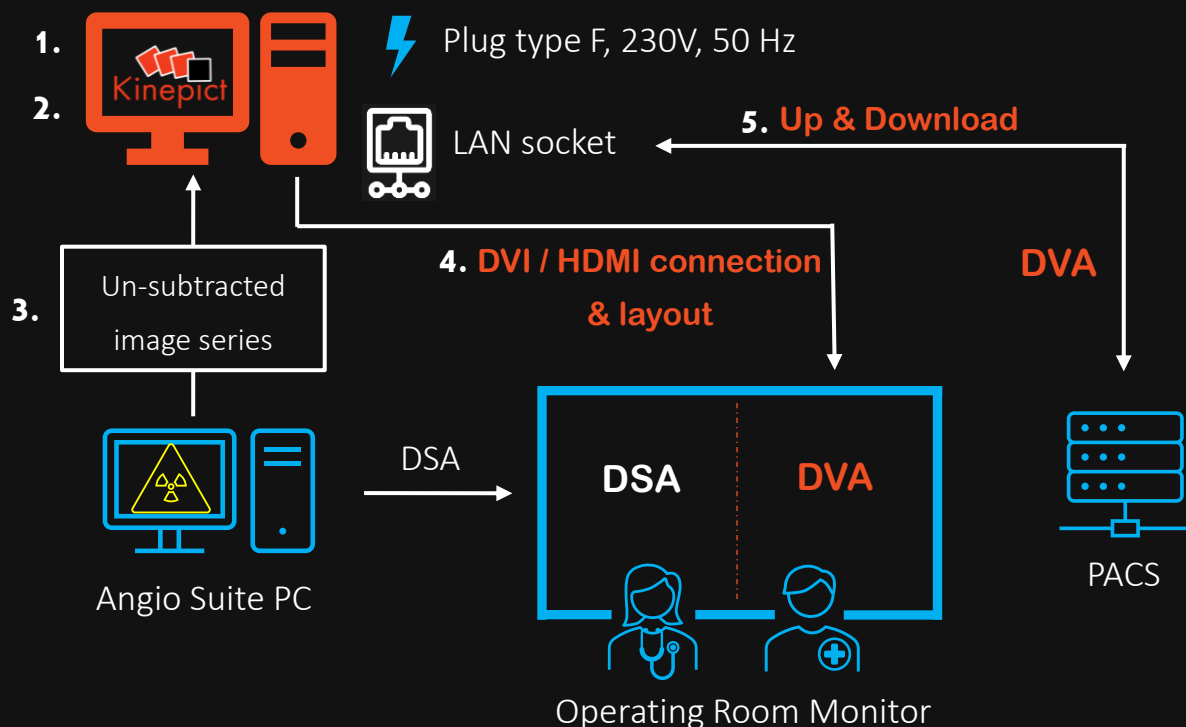 1.
Kinepict
Plug type F, 230V, 50 Hz
2.
LAN socket
5. Up & Download
3.
Un-subtracted
image series
4. DVI / HDMI connection
& layout
DVA
DSA
DSA
DVA
Angio Suite PC
PACS
Operating Room Monitor